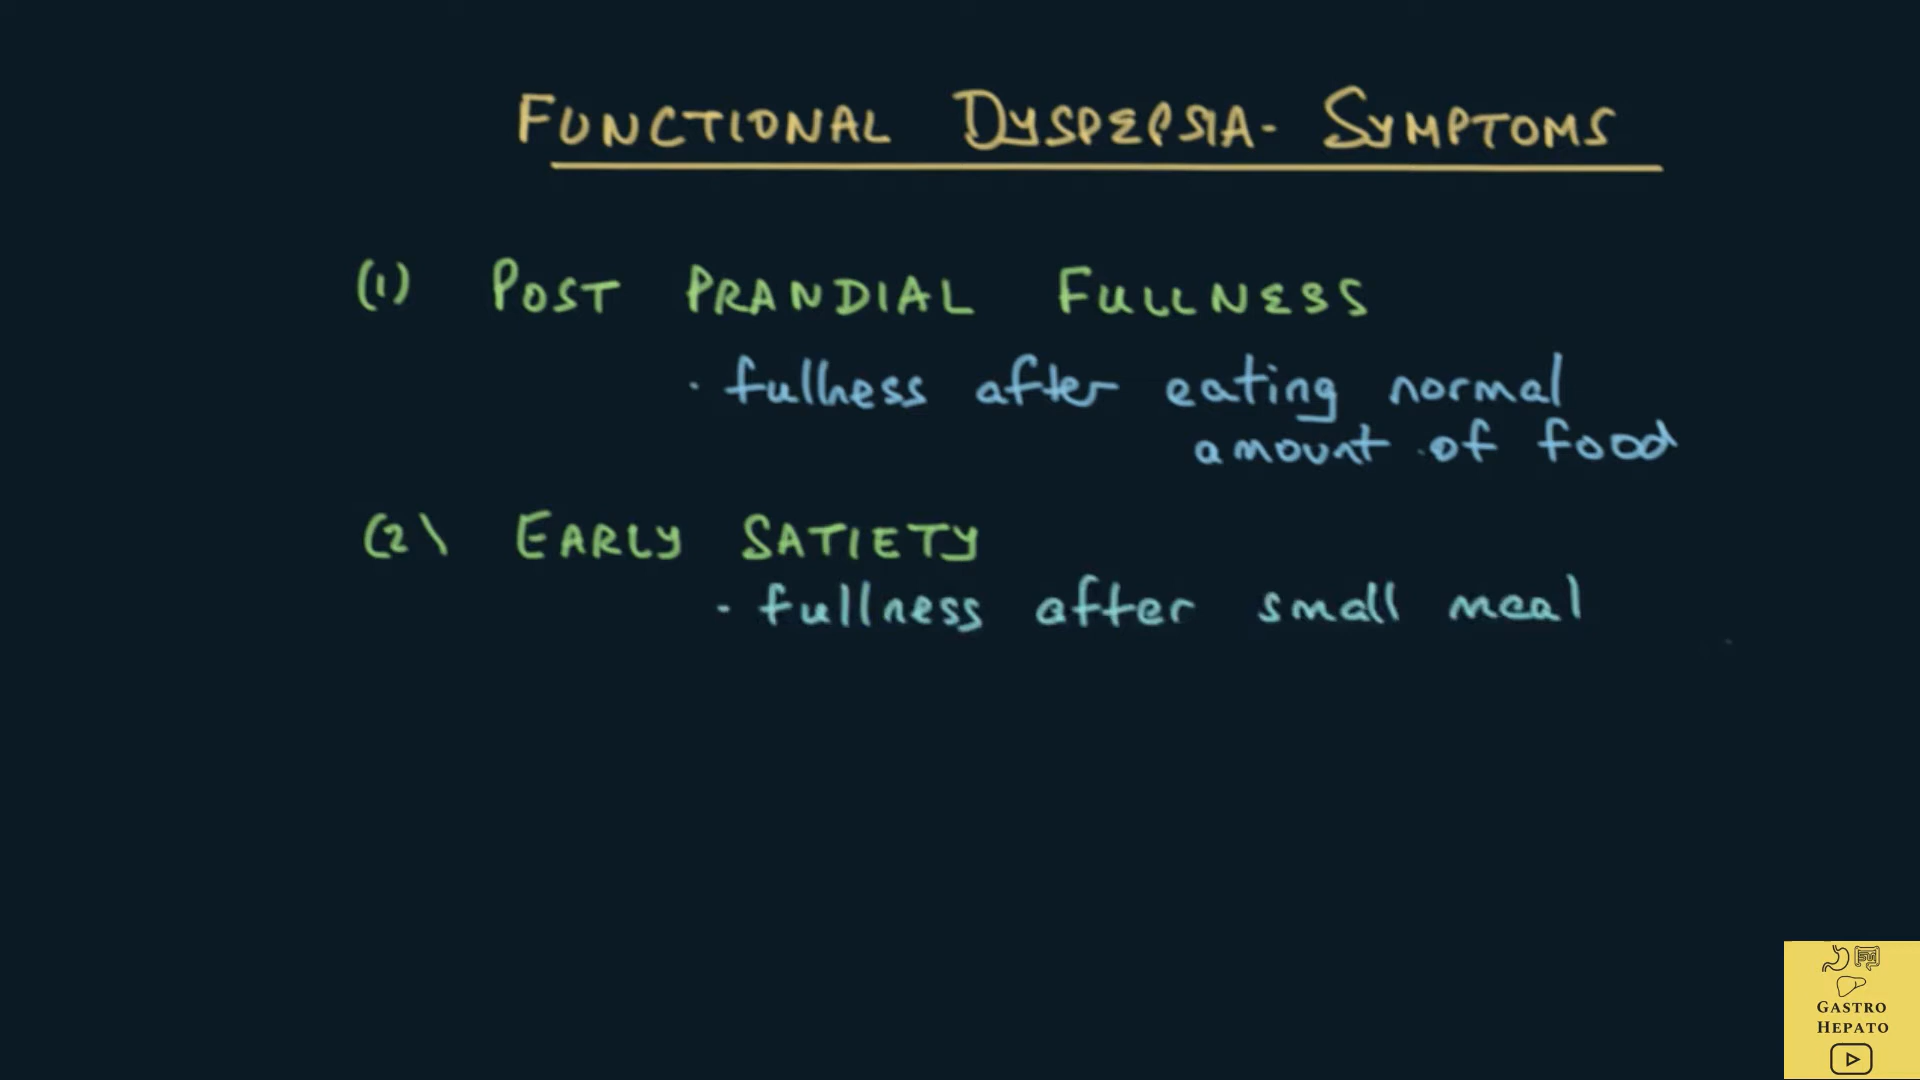 FUNCTIONAL DYSPEPSIA - SYMPTOMS
(1) POST PRANDIAL FULLNESS
· fullness after eating normal
amount of food
(2) EARLY SATIETY
· fullness after small meal
GASTRO
HEPATO